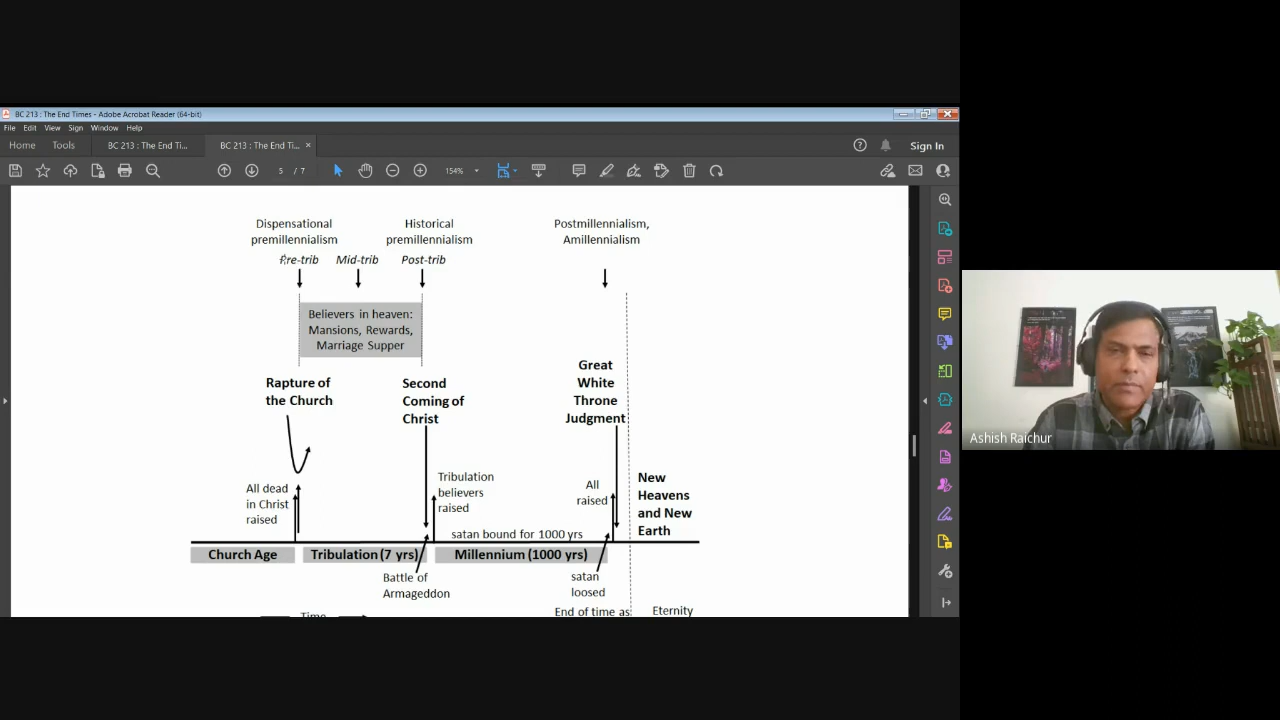 BC 213 : The End Times - Adobe Acrobat Reader (64-bit)
File Edit View Sign Window Help
Home Tools BC 213 : The End Ti... BC 213 : The End Ti... × Sign In
5 / 7 154%
Dispensational
premillennialism
Pre-trib
Mid-trib
Historical
premillennialism
Post-trib
Postmillennialism,
Amillennialism
Believers in heaven:
Mansions, Rewards,
Marriage Supper
Rapture of
the Church
Second
Coming of
Christ
Great
White
Throne
Judgment
All dead
in Christ
raised
Tribulation
believers
raised
All
raised
New
Heavens
and New
Earth
satan bound for 1000 yrs
Church Age
Tribulation (7 yrs)
Millennium (1000 yrs)
Battle of
Armageddon
satan
loosed
Time
End of time as
Eternity
Ashish Raichur